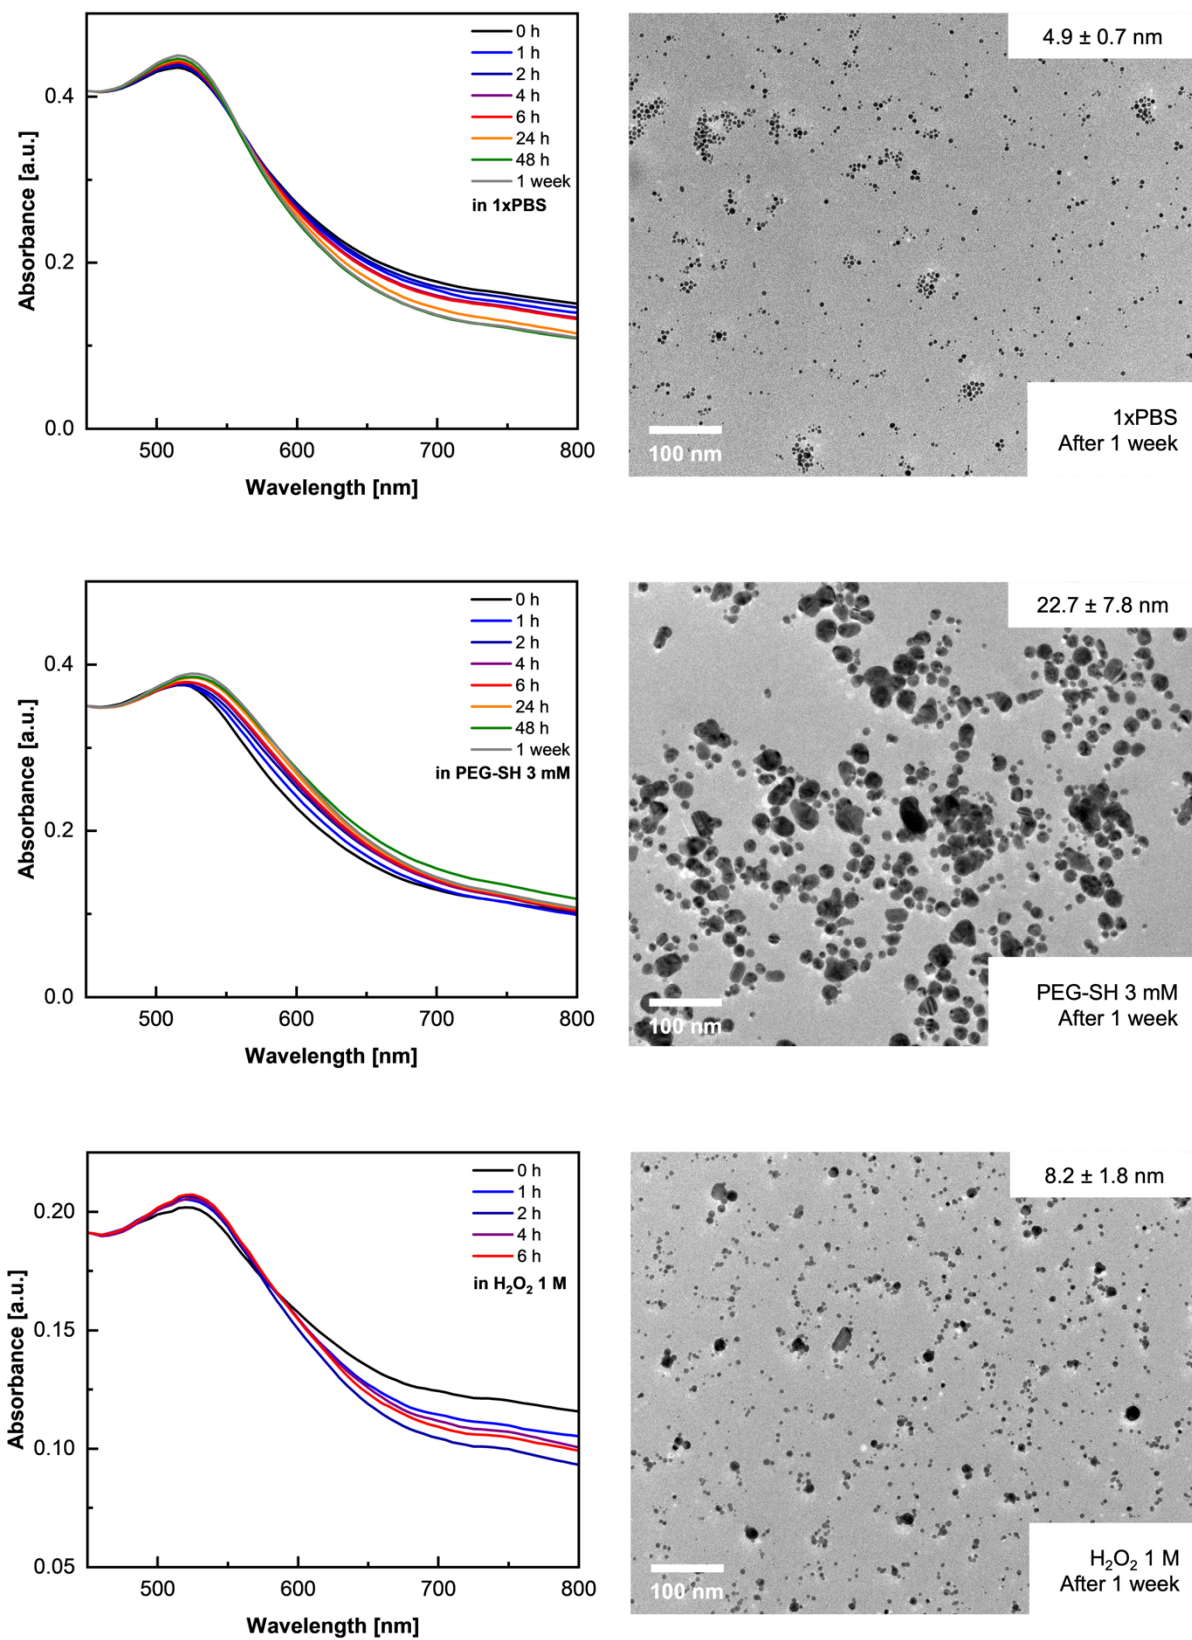 0 h
1 h
2 h
4 h
6 h
24 h
48 h
1 week
in 1xPBS
0.4
0.2
0.0
Absorbance [a.u.]
500
600
700
800
Wavelength [nm]
4.9 ± 0.7 nm
100 nm
1xPBS
After 1 week
0 h
1 h
2 h
4 h
6 h
24 h
48 h
1 week
in PEG-SH 3 mM
0.4
0.2
0.0
Absorbance [a.u.]
500
600
700
800
Wavelength [nm]
22.7 ± 7.8 nm
100 nm
PEG-SH 3 mM
After 1 week
0 h
1 h
2 h
4 h
6 h
in H₂O₂ 1 M
0.20
0.15
0.10
0.05
Absorbance [a.u.]
500
600
700
800
Wavelength [nm]
8.2 ± 1.8 nm
100 nm
H₂O₂ 1 M
After 1 week